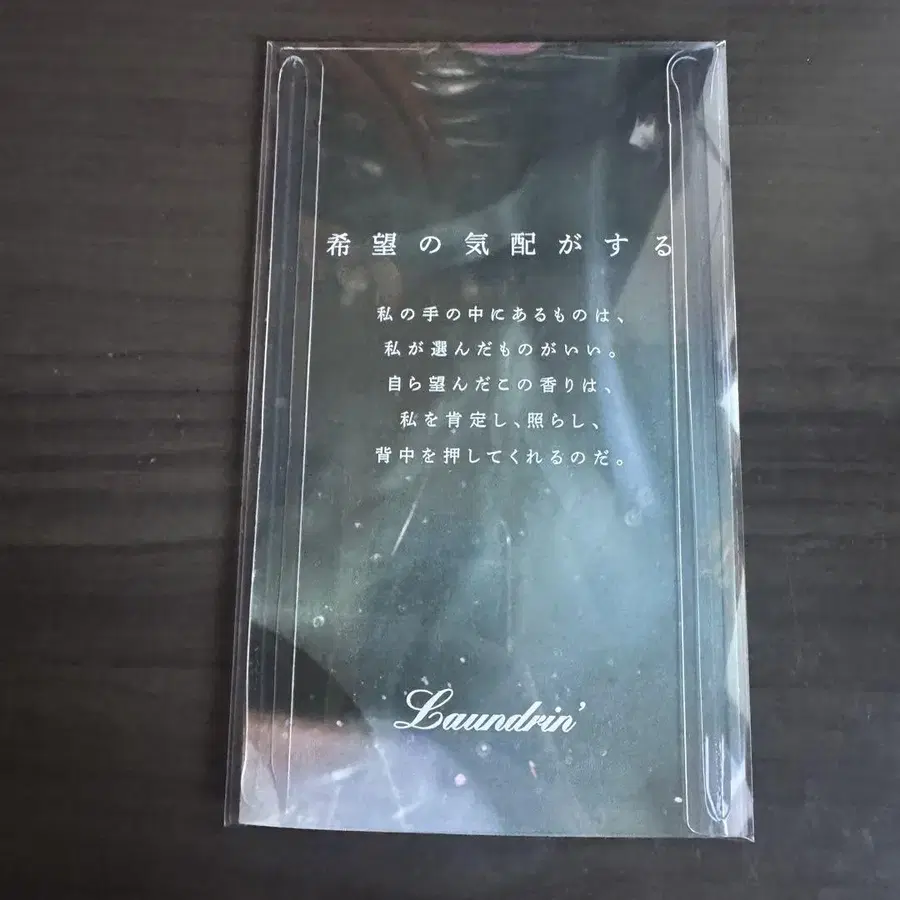 希望の気配がする
私の手の中にあるものは、
私が選んだものがいい。
自ら望んだこの香りは、
私を肯定し、照らし、
背中を押してくれるのだ。
Laundrin'